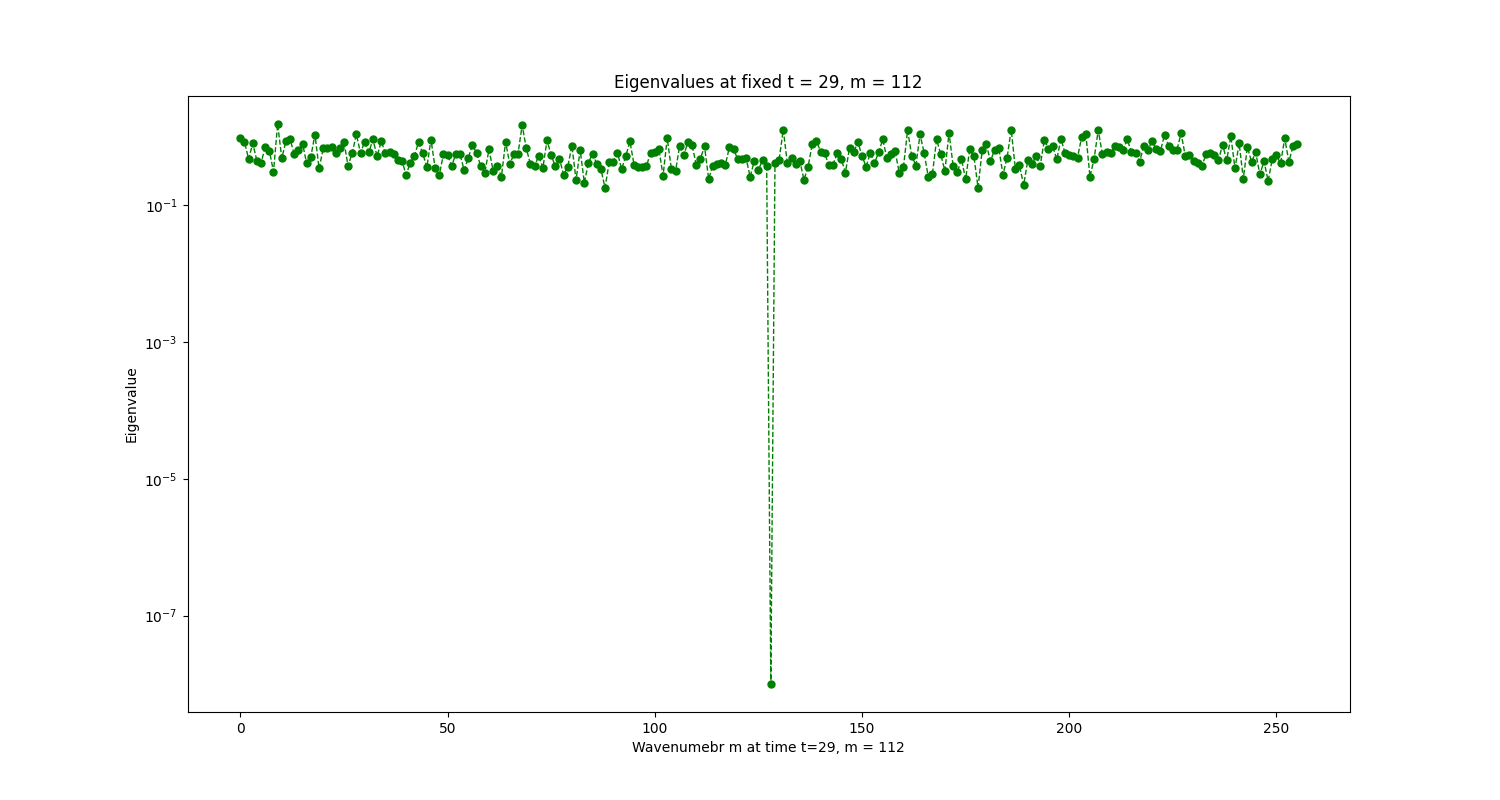 Eigenvalues at fixed t = 29, m = 112
Eigenvalue
10⁻¹
10⁻³
10⁻⁵
10⁻⁷
0 50 100 150 200 250
Wavenumebr m at time t=29, m = 112